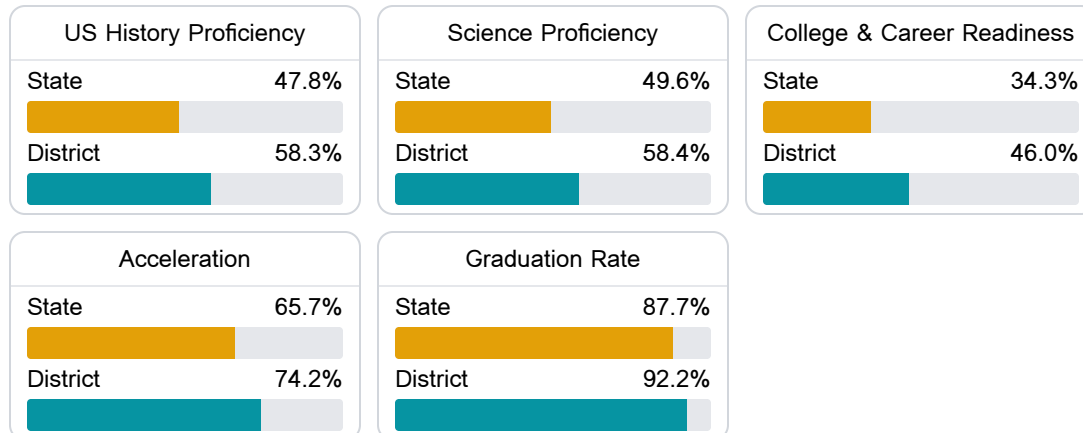 US History Proficiency
State 47.8%
District 58.3%
Science Proficiency
State 49.6%
District 58.4%
College & Career Readiness
State 34.3%
District 46.0%
Acceleration
State 65.7%
District 74.2%
Graduation Rate
State 87.7%
District 92.2%